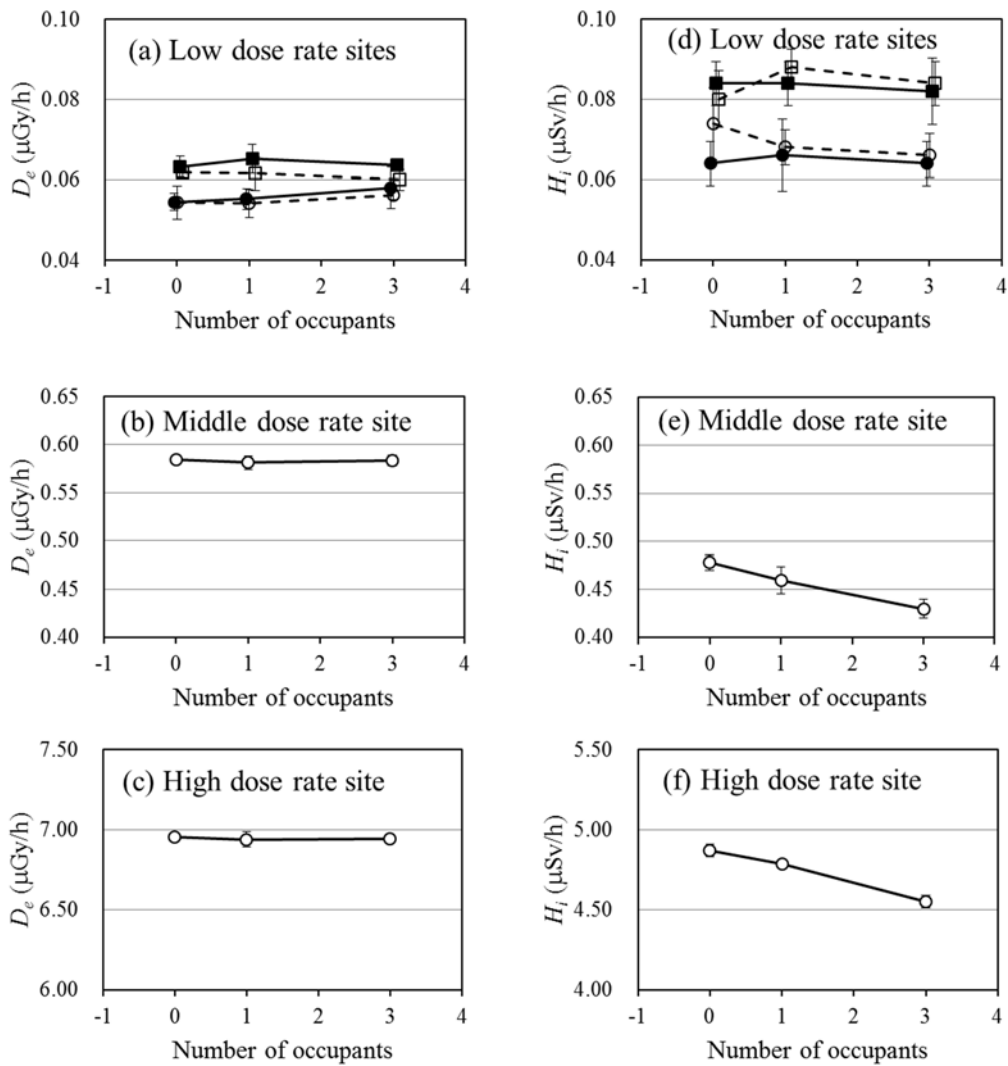 (a) Low dose rate sites
D_e (μGy/h)
0.10
0.08
0.06
0.04
-1 0 1 2 3 4
Number of occupants
(d) Low dose rate sites
H_i (μSv/h)
0.10
0.08
0.06
0.04
-1 0 1 2 3 4
Number of occupants
(b) Middle dose rate site
D_e (μGy/h)
0.65
0.60
0.55
0.50
0.45
0.40
-1 0 1 2 3 4
Number of occupants
(e) Middle dose rate site
H_i (μSv/h)
0.65
0.60
0.55
0.50
0.45
0.40
-1 0 1 2 3 4
Number of occupants
(c) High dose rate site
D_e (μGy/h)
7.50
7.00
6.50
6.00
-1 0 1 2 3 4
Number of occupants
(f) High dose rate site
H_i (μSv/h)
5.50
5.00
4.50
4.00
-1 0 1 2 3 4
Number of occupants